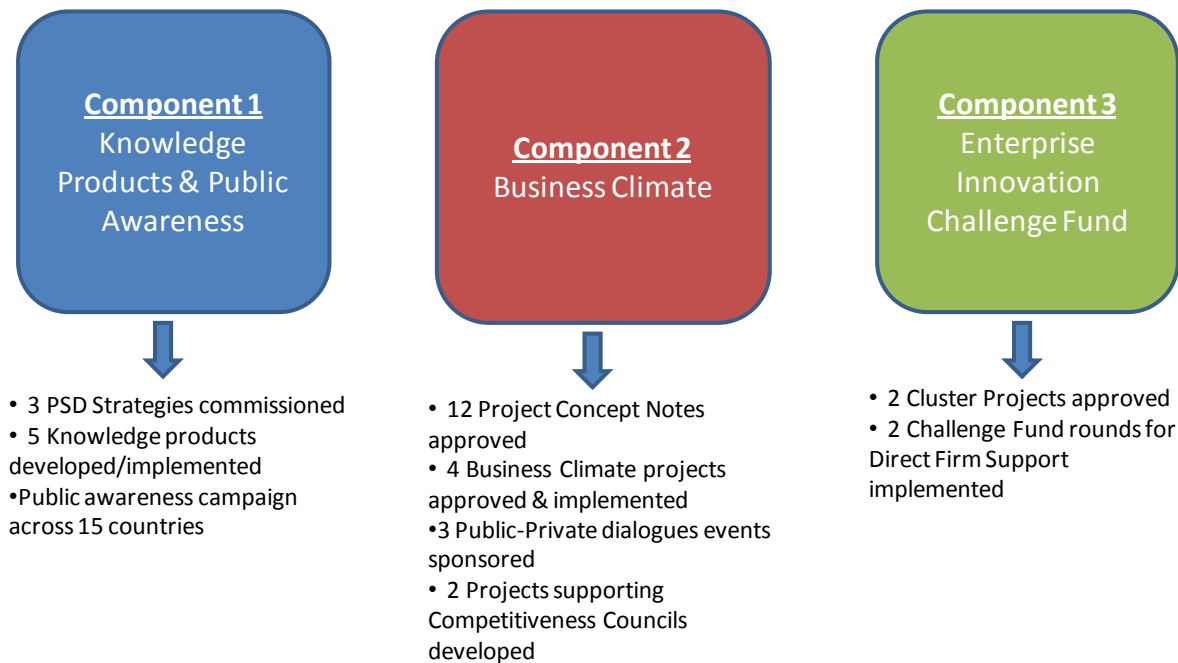 Component 1
Knowledge
Products & Public
Awareness
• 3 PSD Strategies commissioned
• 5 Knowledge products
developed/implemented
•Public awareness campaign
across 15 countries
Component 2
Business Climate
• 12 Project Concept Notes
approved
• 4 Business Climate projects
approved & implemented
•3 Public-Private dialogues events
sponsored
• 2 Projects supporting
Competitiveness Councils
developed
Component 3
Enterprise
Innovation
Challenge Fund
• 2 Cluster Projects approved
• 2 Challenge Fund rounds for
Direct Firm Support
implemented